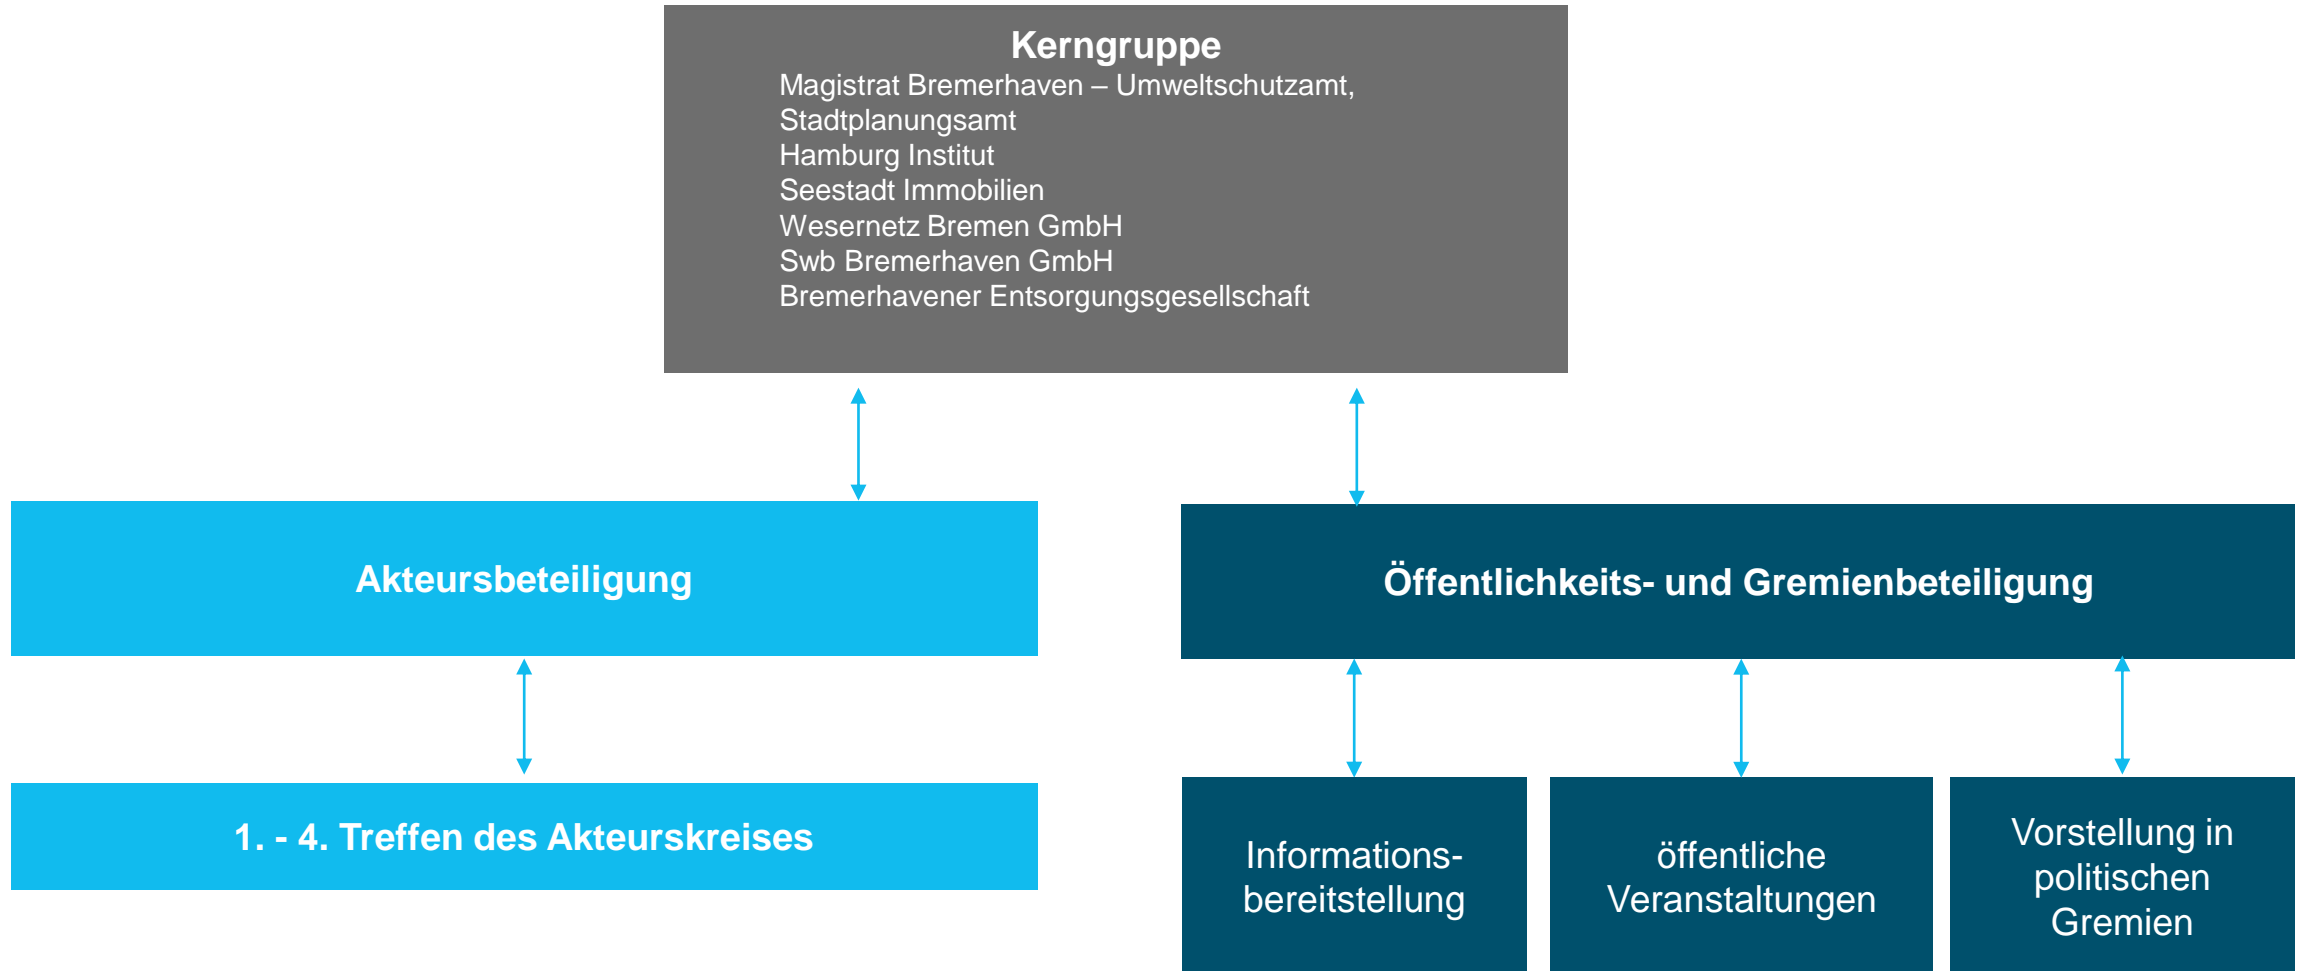 Kerngruppe
Magistrat Bremerhaven – Umweltschutzamt,
Stadtplanungsamt
Hamburg Institut
Seestadt Immobilien
Wesernetz Bremen GmbH
Swb Bremerhaven GmbH
Bremerhavener Entsorgungsgesellschaft
Akteursbeteiligung
Öffentlichkeits- und Gremienbeteiligung
1. - 4. Treffen des Akteurskreises
Informations-
bereitstellung
öffentliche
Veranstaltungen
Vorstellung in
politischen
Gremien